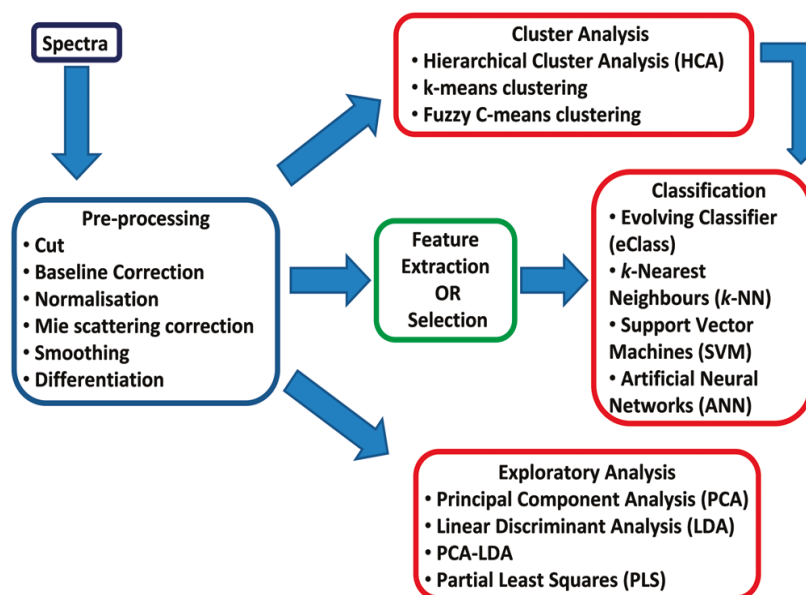 Spectra
Pre-processing
• Cut
• Baseline Correction
• Normalisation
• Mie scattering correction
• Smoothing
• Differentiation
Cluster Analysis
• Hierarchical Cluster Analysis (HCA)
• k-means clustering
• Fuzzy C-means clustering
Feature
Extraction
OR
Selection
Classification
• Evolving Classifier
(eClass)
• k-Nearest
Neighbours (k-NN)
• Support Vector
Machines (SVM)
• Artificial Neural
Networks (ANN)
Exploratory Analysis
• Principal Component Analysis (PCA)
• Linear Discriminant Analysis (LDA)
• PCA-LDA
• Partial Least Squares (PLS)